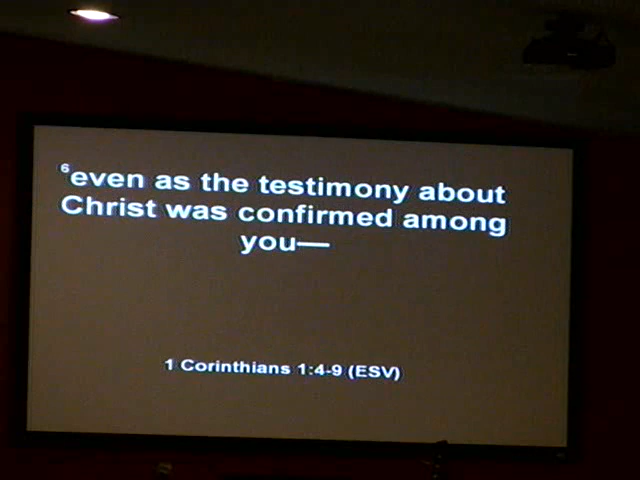 ⁶even as the testimony about
Christ was confirmed among
you—
1 Corinthians 1:4-9 (ESV)